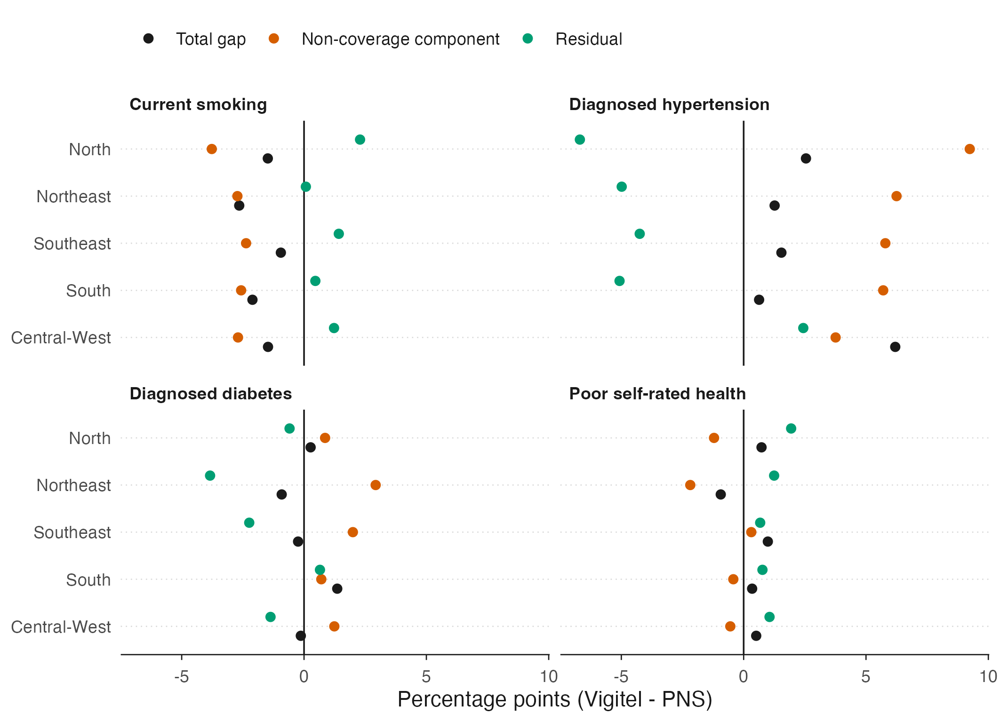 Total gap Non-coverage component Residual
Current smoking Diagnosed hypertension
North
Northeast
Southeast
South
Central-West
Diagnosed diabetes Poor self-rated health
North
Northeast
Southeast
South
Central-West
-5 0 5 10 -5 0 5 10
Percentage points (Vigitel - PNS)